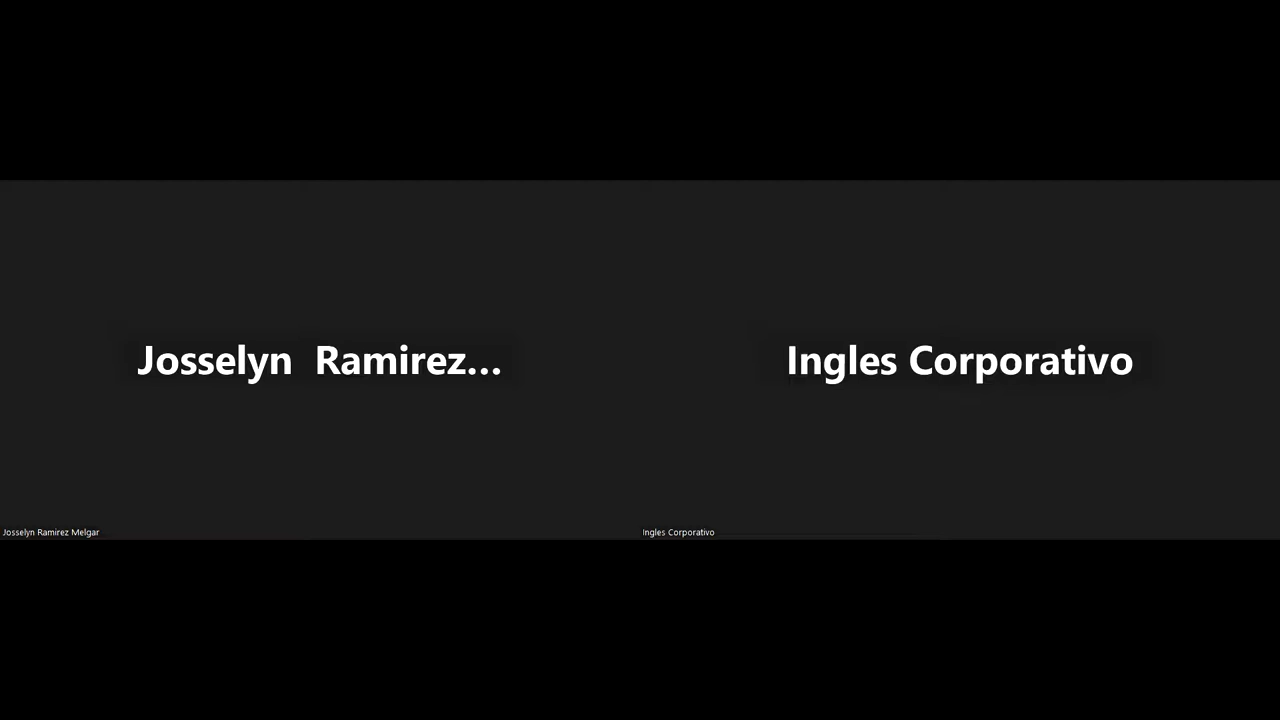 Josselyn  Ramirez...
Ingles Corporativo
Josselyn Ramirez Melgar
Ingles Corporativo